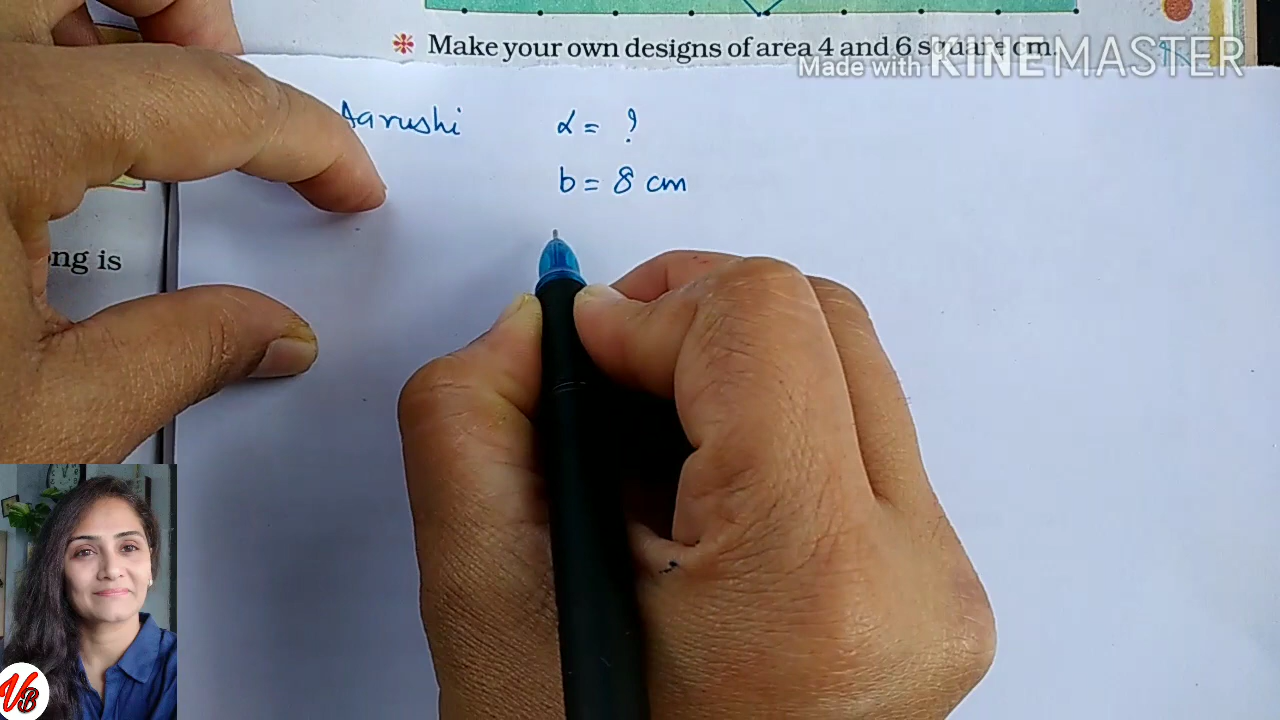 * Make your own designs of area 4 and 6 square cm.
Made with KINEMASTER
Aarushi
l = ?
b = 8 cm
ong is
VB